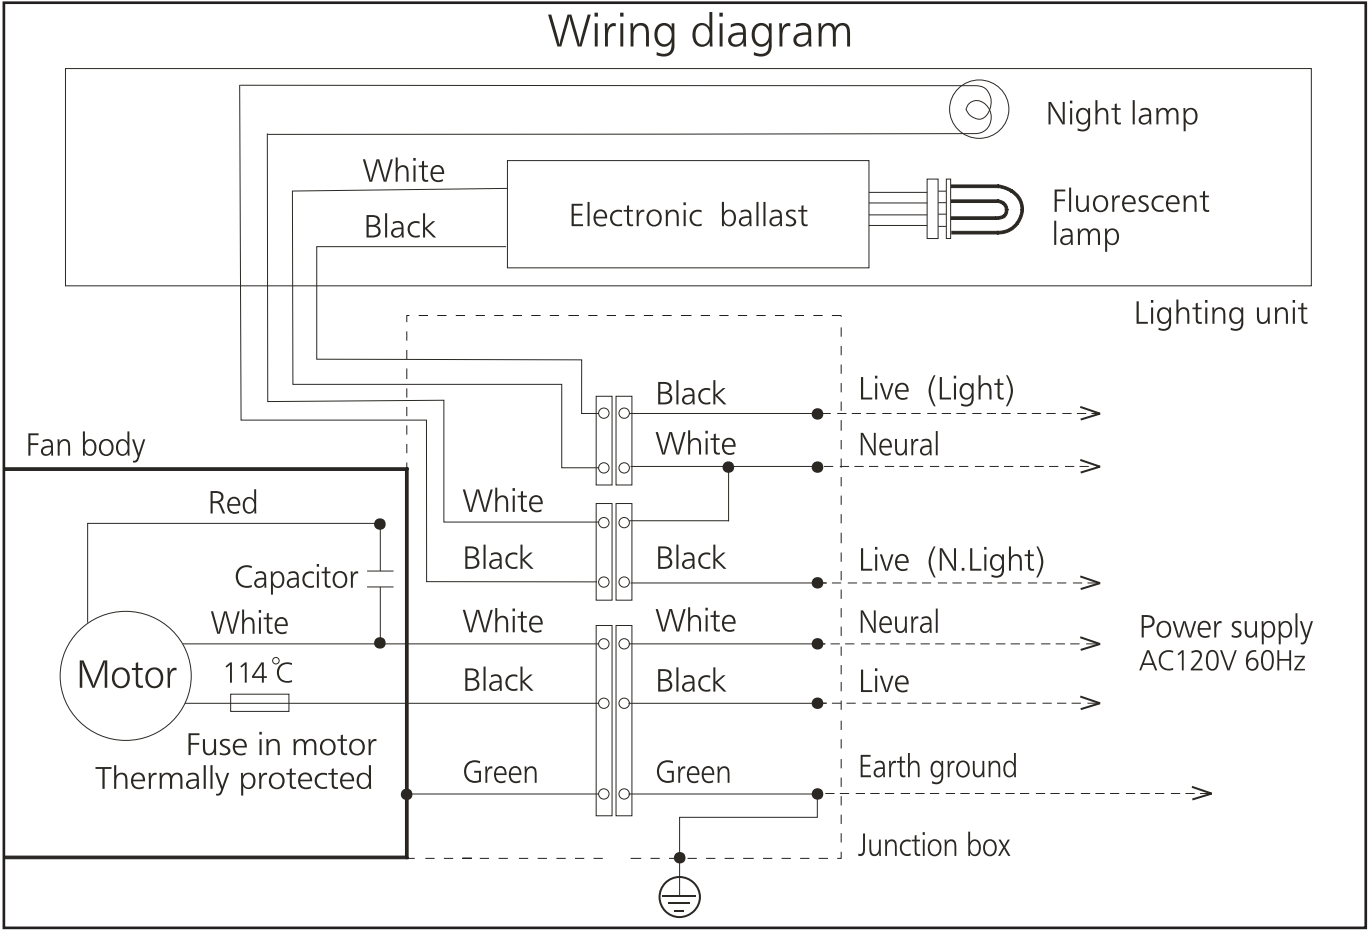 Wiring diagram
Night lamp
White
Black
Electronic ballast
Fluorescent
lamp
Lighting unit
Black
Live (Light)
White
Neural
Fan body
Red
White
Capacitor
Black
Black
Live (N.Light)
White
White
White
Neural
Power supply
AC120V 60Hz
Motor
114℃
Black
Black
Live
Fuse in motor
Thermally protected
Green
Green
Earth ground
Junction box